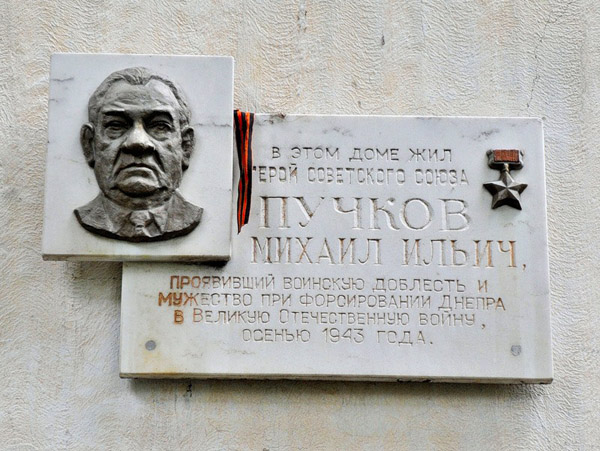 В ЭТОМ ДОМЕ ЖИЛ
ГЕРОЙ СОВЕТСКОГО СОЮЗА
ПУЧКОВ
МИХАИЛ ИЛЬИЧ,
ПРОЯВИВШИЙ ВОИНСКУЮ ДОБЛЕСТЬ И
МУЖЕСТВО ПРИ ФОРСИРОВАНИИ ДНЕПРА
В ВЕЛИКУЮ ОТЕЧЕСТВЕННУЮ ВОЙНУ,
ОСЕНЬЮ 1943 ГОДА.